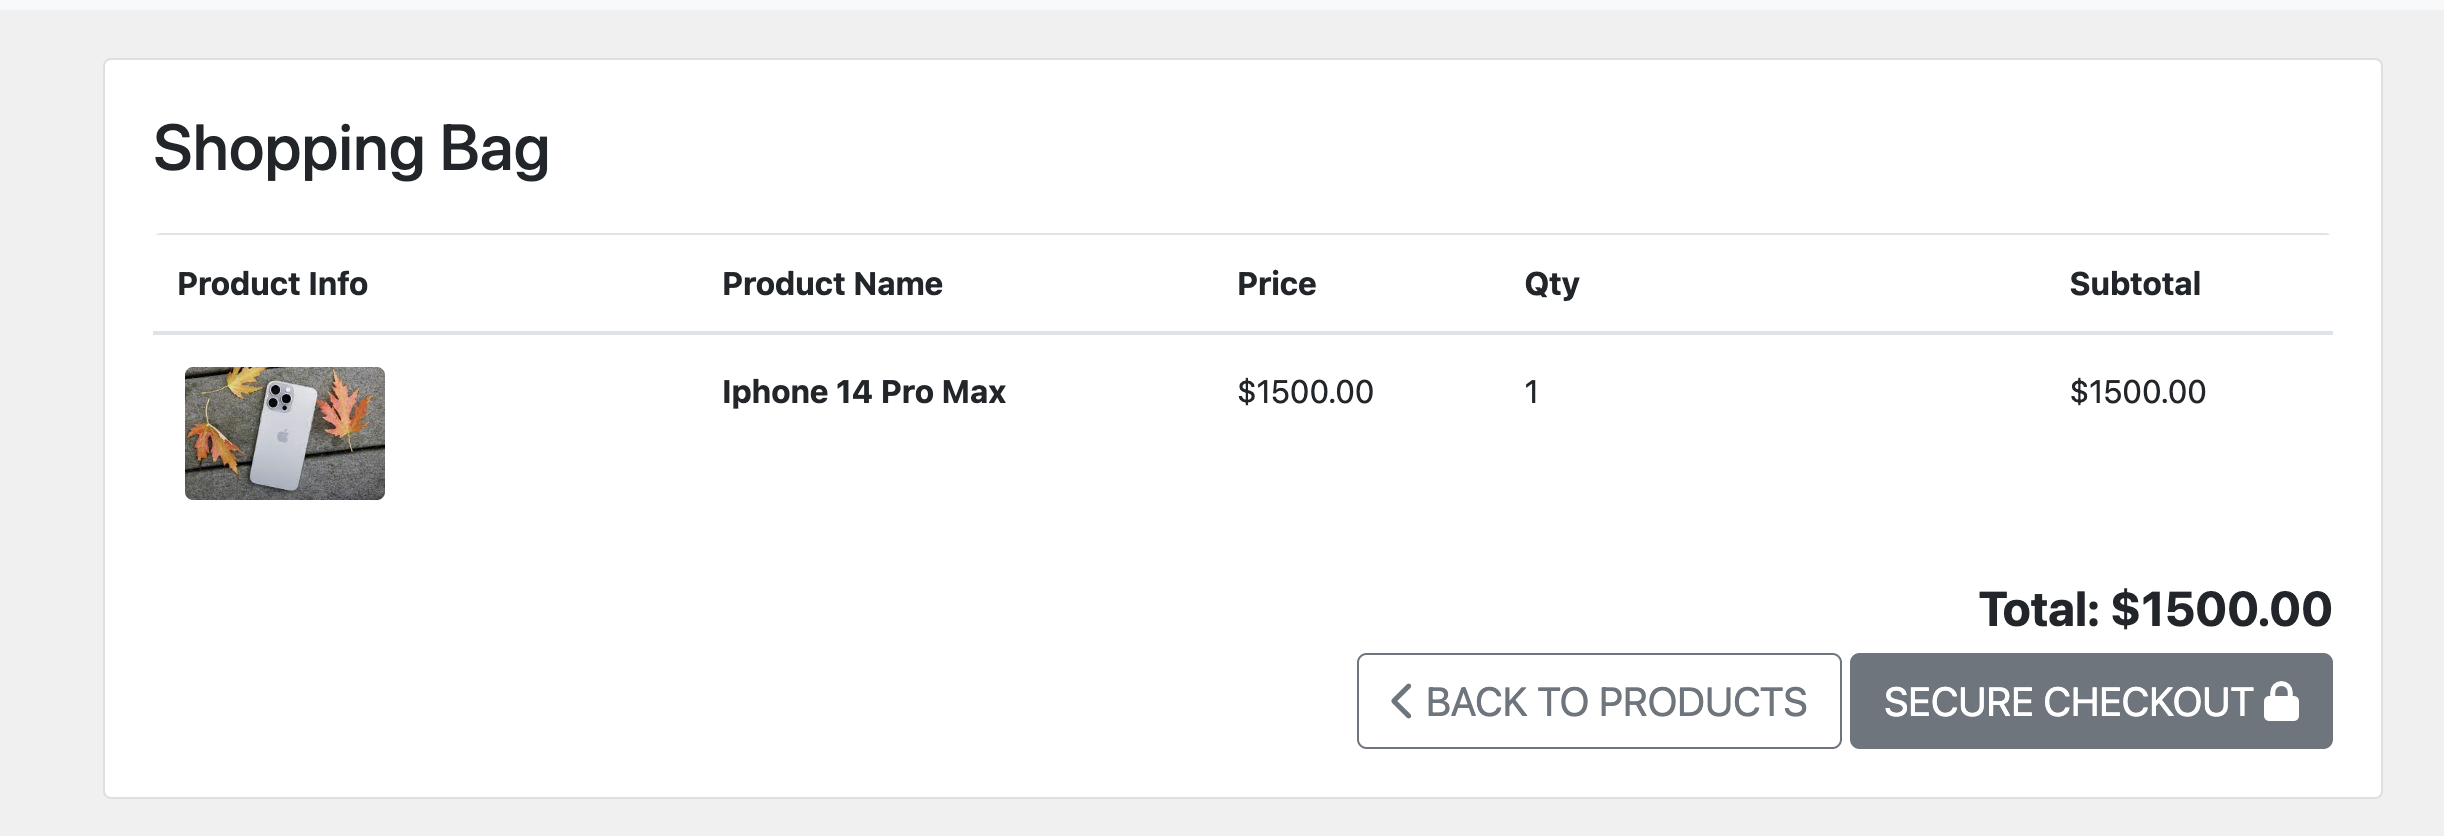 Shopping Bag
Product Info Product Name Price Qty Subtotal
Iphone 14 Pro Max $1500.00 1 $1500.00
Total: $1500.00
BACK TO PRODUCTS SECURE CHECKOUT